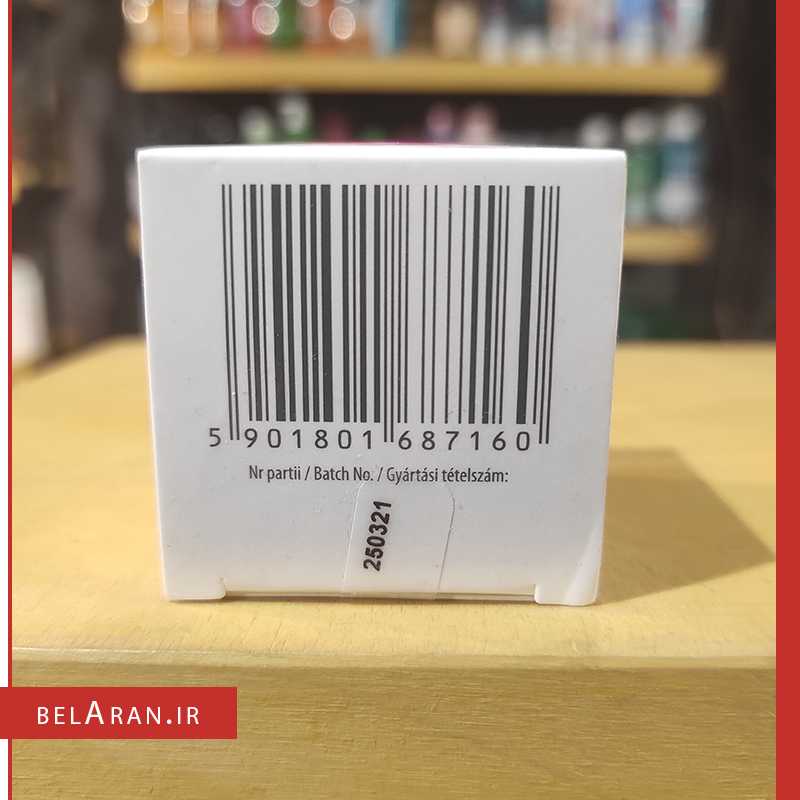 5 901801 687160
Nr partii / Batch No. / Gyártási tételszám:
250321
BELARAN.IR